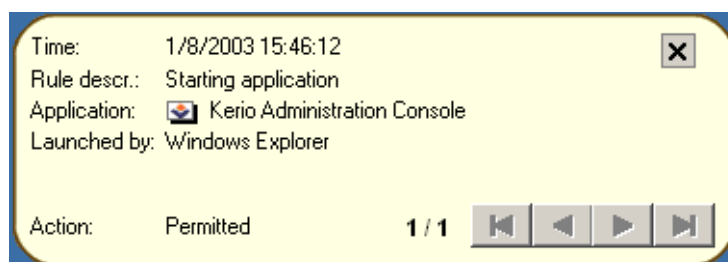 Time: 1/8/2003 15:46:12
Rule descr.: Starting application
Application: Kerio Administration Console
Launched by: Windows Explorer
Action: Permitted 1 / 1